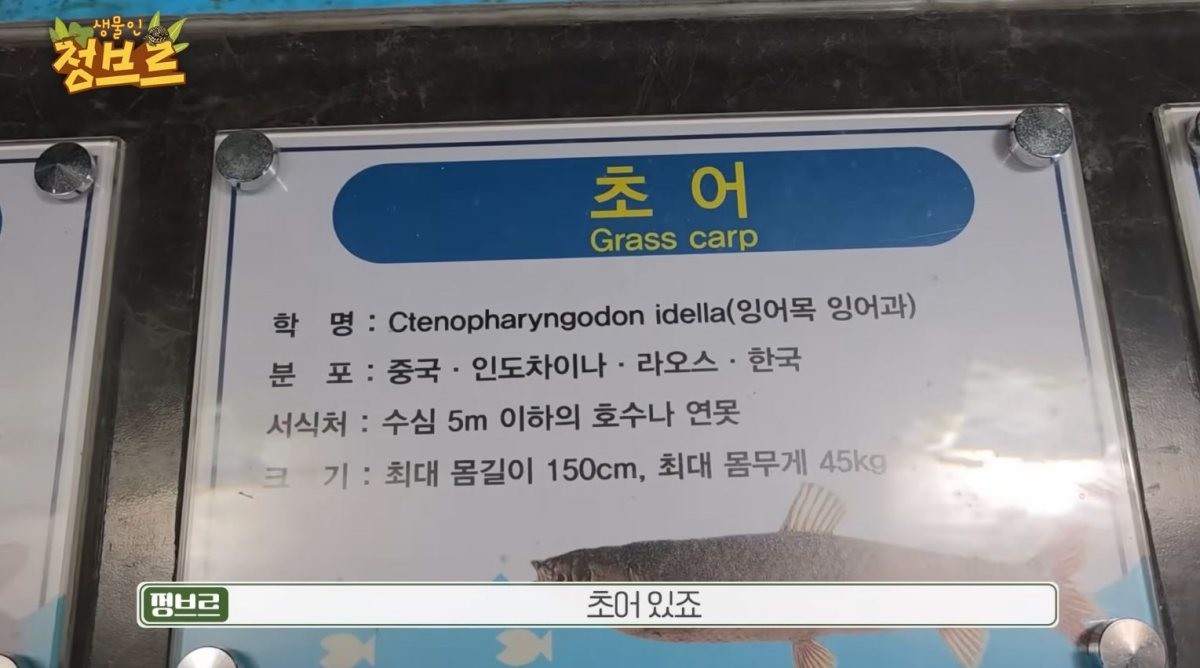 생물인
정브르
초어
Grass carp
학 명 : Ctenopharyngodon idella(잉어목 잉어과)
분 포 : 중국 · 인도차이나 · 라오스 · 한국
서식처 : 수심 5m 이하의 호수나 연못
크 기 : 최대 몸길이 150cm, 최대 몸무게 45kg
쩡브르 초어 있죠